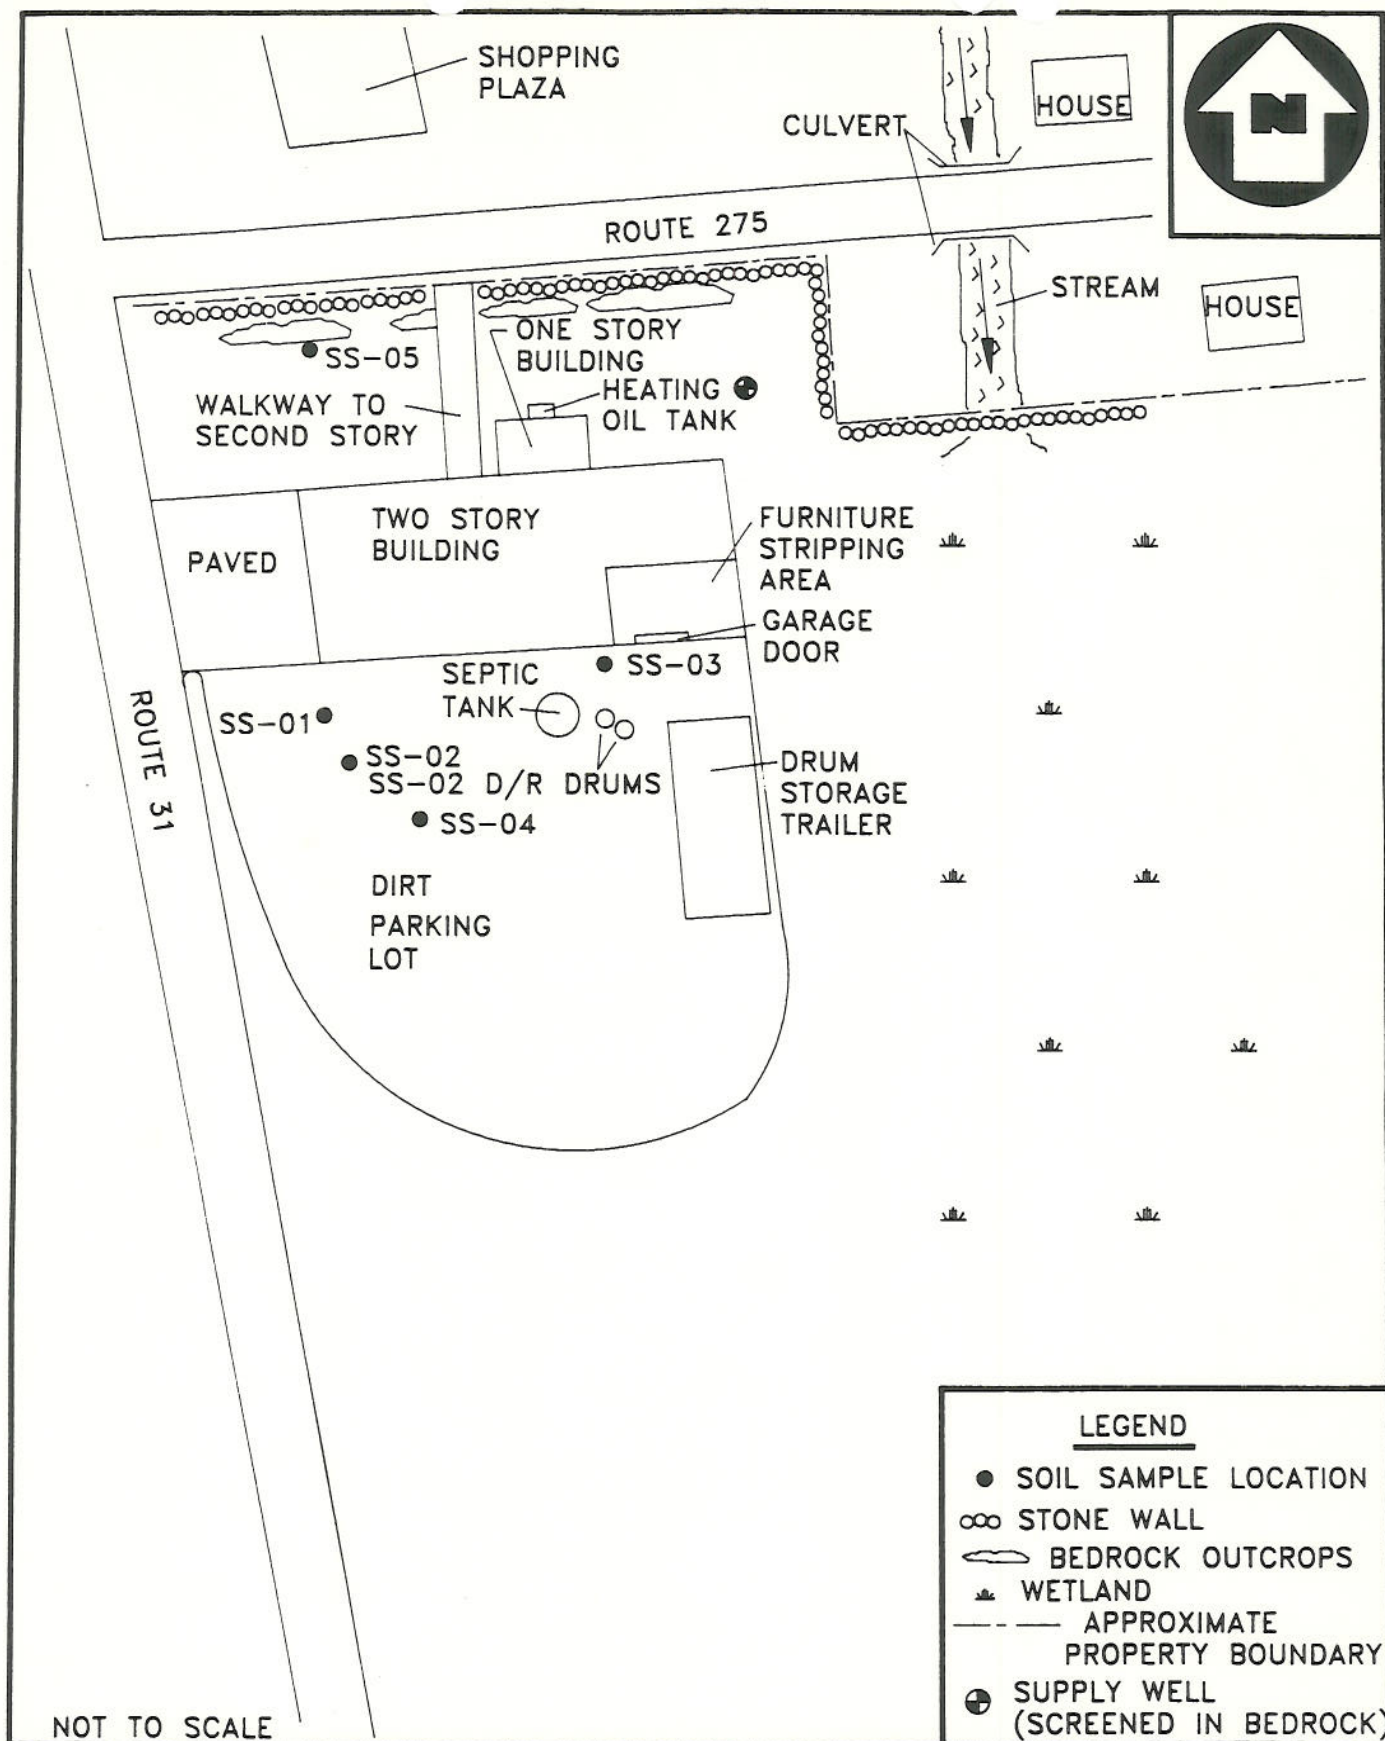 SHOPPING
PLAZA
HOUSE
N
CULVERT
ROUTE 275
STREAM
HOUSE
ONE STORY
BUILDING
SS-05
HEATING
OIL TANK
WALKWAY TO
SECOND STORY
TWO STORY
BUILDING
FURNITURE
STRIPPING
AREA
PAVED
GARAGE
DOOR
SS-03
SEPTIC
TANK
ROUTE 31
SS-01
SS-02
SS-02 D/R DRUMS
DRUM
STORAGE
TRAILER
SS-04
DIRT
PARKING
LOT
LEGEND
SOIL SAMPLE LOCATION
STONE WALL
BEDROCK OUTCROPS
WETLAND
APPROXIMATE
PROPERTY BOUNDARY
SUPPLY WELL
(SCREENED IN BEDROCK)
NOT TO SCALE